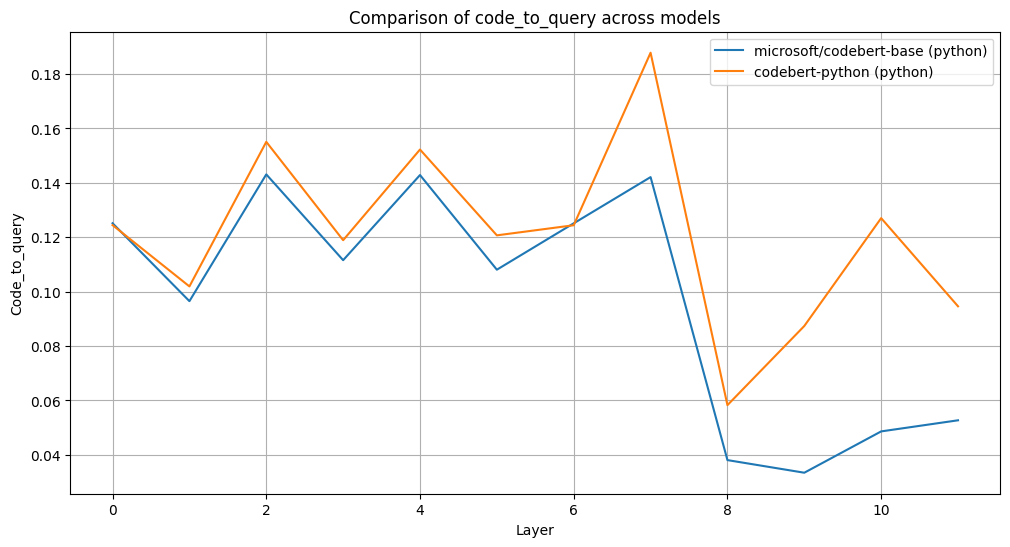 Comparison of code_to_query across models
microsoft/codebert-base (python)
codebert-python (python)
Code_to_query
0.18
0.16
0.14
0.12
0.10
0.08
0.06
0.04
0 2 4 6 8 10
Layer